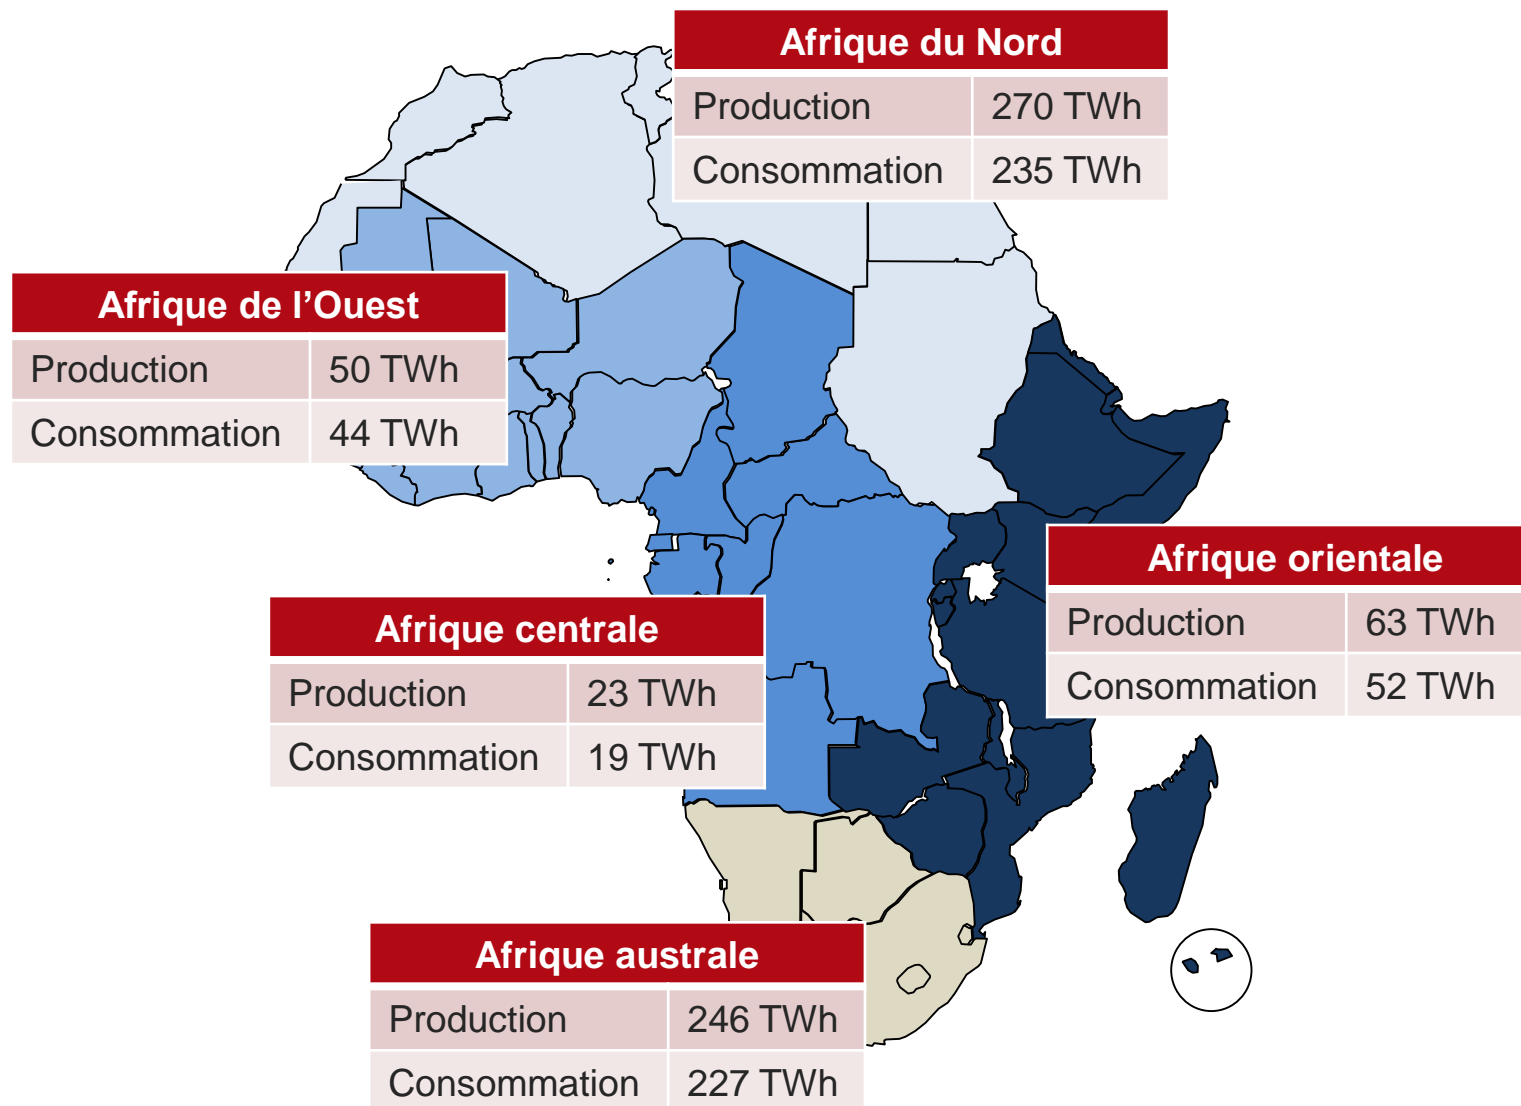 Afrique du Nord
Production 270 TWh
Consommation 235 TWh
Afrique de l’Ouest
Production 50 TWh
Consommation 44 TWh
Afrique orientale
Production 63 TWh
Consommation 52 TWh
Afrique centrale
Production 23 TWh
Consommation 19 TWh
Afrique australe
Production 246 TWh
Consommation 227 TWh